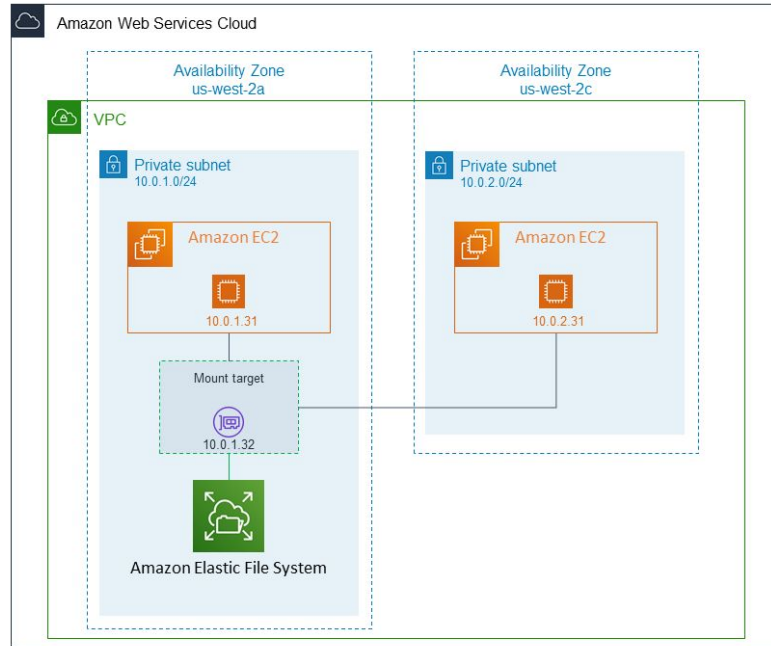 Amazon Web Services Cloud
Availability Zone
us-west-2a
Availability Zone
us-west-2c
VPC
Private subnet
10.0.1.0/24
Private subnet
10.0.2.0/24
Amazon EC2
10.0.1.31
Amazon EC2
10.0.2.31
Mount target
10.0.1.32
Amazon Elastic File System